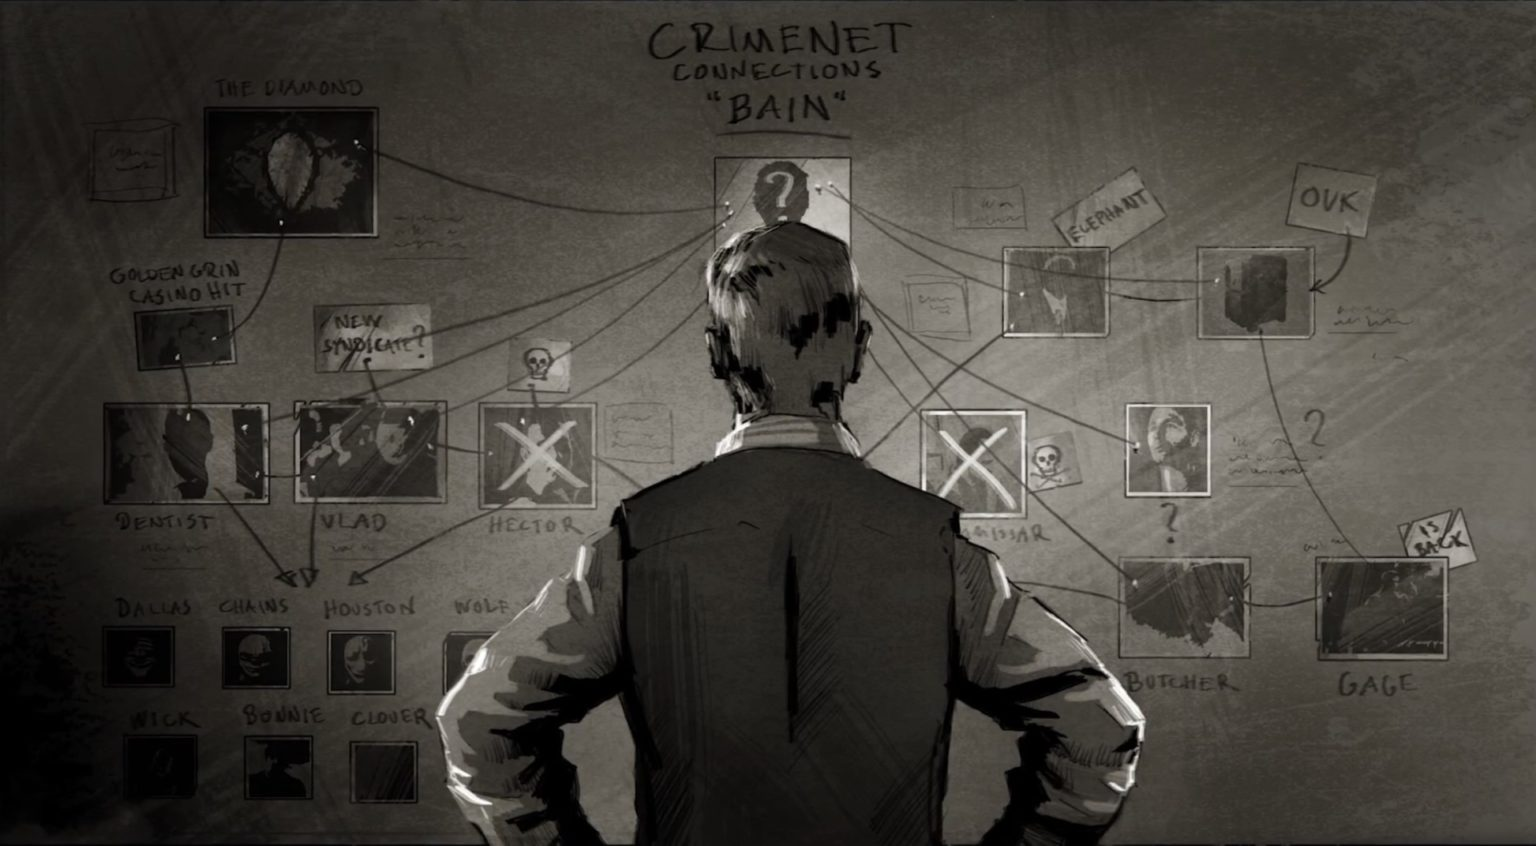 CRIMENET
CONNECTIONS
"BAIN"
THE DIAMOND
?
ELEPHANT
OVK
GOLDEN GRIN
CASINO HIT
NEW
SYNDICATE?
?
DENTIST
VLAD
HECTOR
?
IS
BACK
DALLAS
CHAINS
HOUSTON
WOLF
BUTCHER
GAGE
WICK
BONNIE
CLOVER